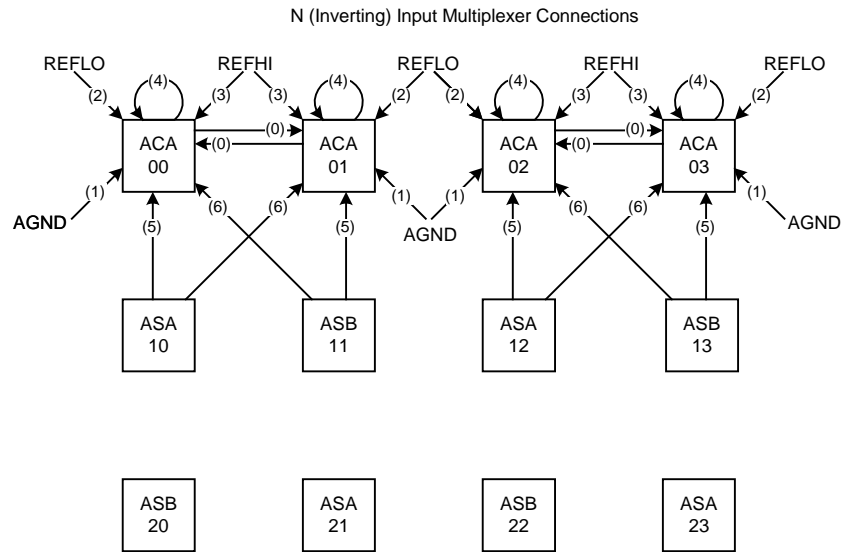 N (Inverting) Input Multiplexer Connections
REFLO (4) REFHI (4) REFLO (4) REFHI (4) REFLO
(2) (3) (3) (2) (2) (3) (3) (2)
ACA 00 (0) (0) ACA 01 ACA 02 (0) (0) ACA 03
(1) (1) (1) (1)
AGND AGND AGND
(6) (6) (6) (6)
(5) (5) (5) (5)
ASA 10 ASB 11 ASA 12 ASB 13
ASB 20 ASA 21 ASB 22 ASA 23